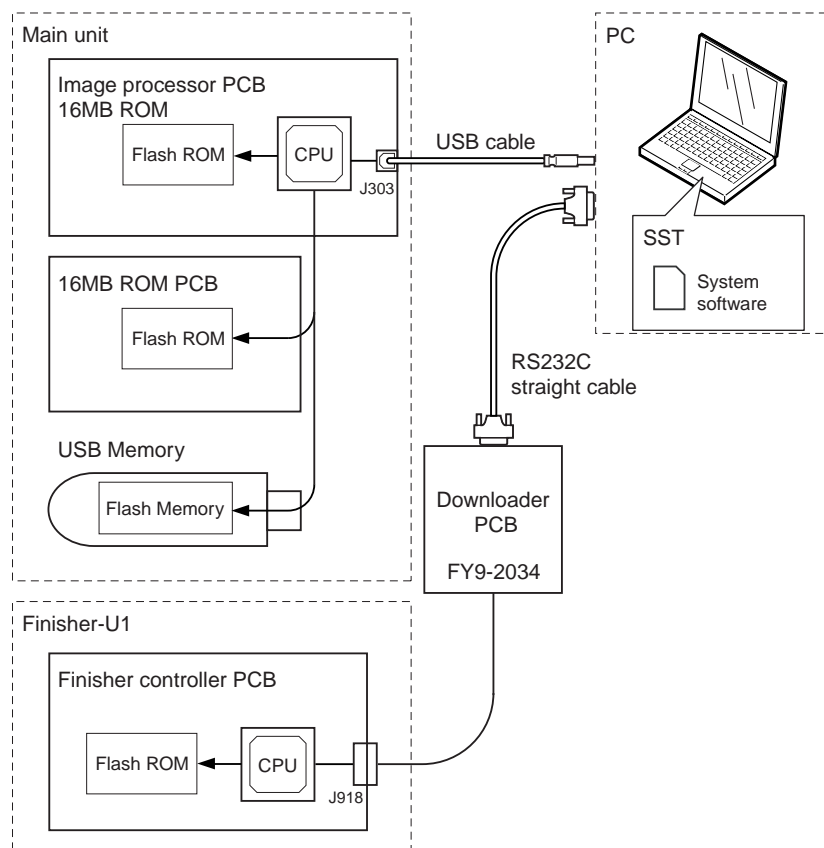 Main unit
Image processor PCB
16MB ROM
Flash ROM
CPU
J303
USB cable
PC
SST
System
software
16MB ROM PCB
Flash ROM
RS232C
straight cable
USB Memory
Flash Memory
Downloader
PCB
FY9-2034
Finisher-U1
Finisher controller PCB
Flash ROM
CPU
J918